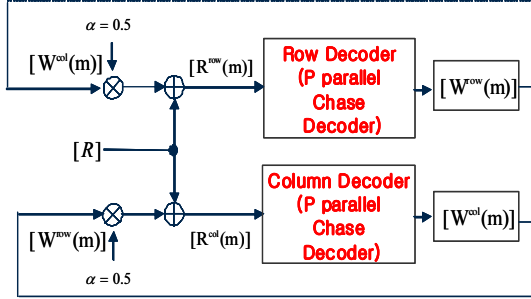 α = 0.5
[W^col(m)]
[R^row(m)]
Row Decoder
(P parallel
Chase
Decoder)
[W^row(m)]
[R]
Column Decoder
(P parallel
Chase
Decoder)
[W^col(m)]
[W^row(m)]
[R^col(m)]
α = 0.5